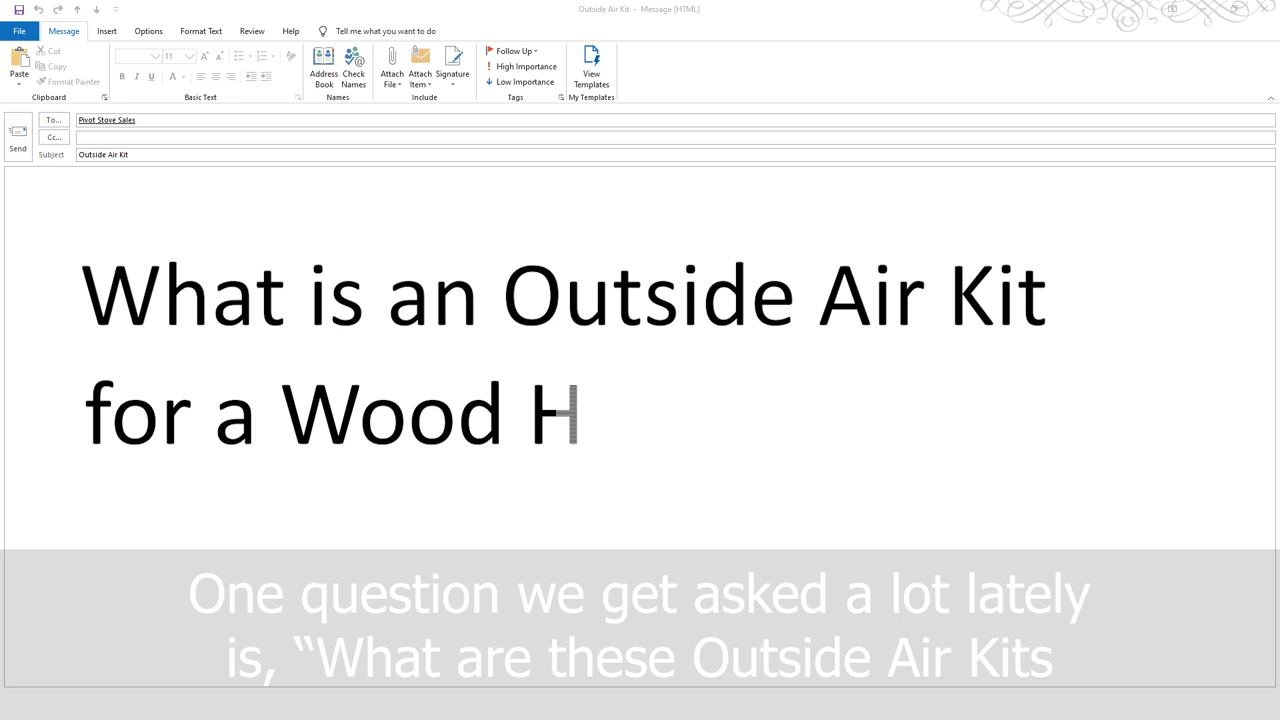 Outside Air Kit - Message (HTML)
File Message Insert Options Format Text Review Help Tell me what you want to do
Cut
Copy
Format Painter
Paste
Clipboard
11
B I U A
Basic Text
Address Book
Check Names
Names
Attach File
Attach Item
Signature
Include
Follow Up
High Importance
Low Importance
Tags
View Templates
My Templates
Send
To... Pivot Stove Sales
Cc...
Subject Outside Air Kit
What is an Outside Air Kit
for a Wood H
One question we get asked a lot lately
is, “What are these Outside Air Kits